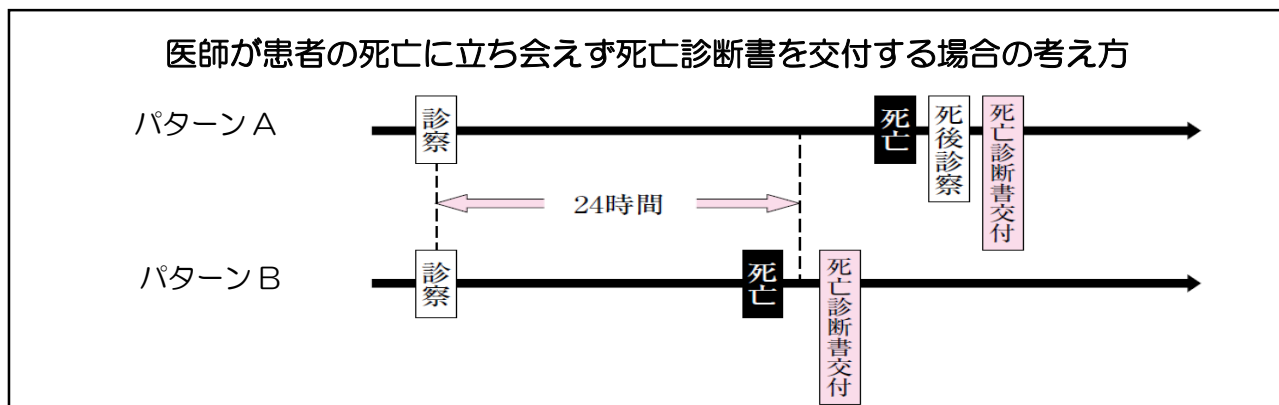 医師が患者の死亡に立ち会えず死亡診断書を交付する場合の考え方
パターンA
診察
死亡
死後診察
死亡診断書交付
24時間
パターンB
診察
死亡
死亡診断書交付